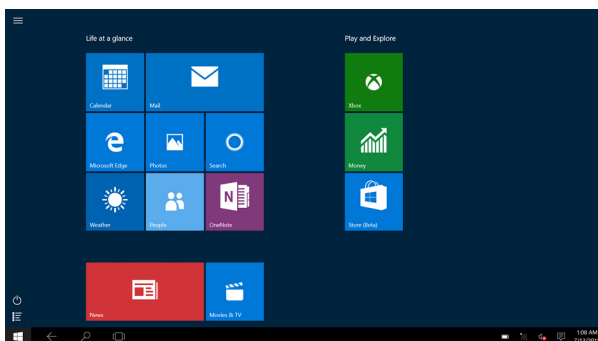 Life at a glance
Play and Explore
Calendar
Mail
Xbox
Microsoft Edge
Photos
Search
Money
Weather
People
N
OneNote
Store (Beta)
News
Movies & TV
1:08 AM